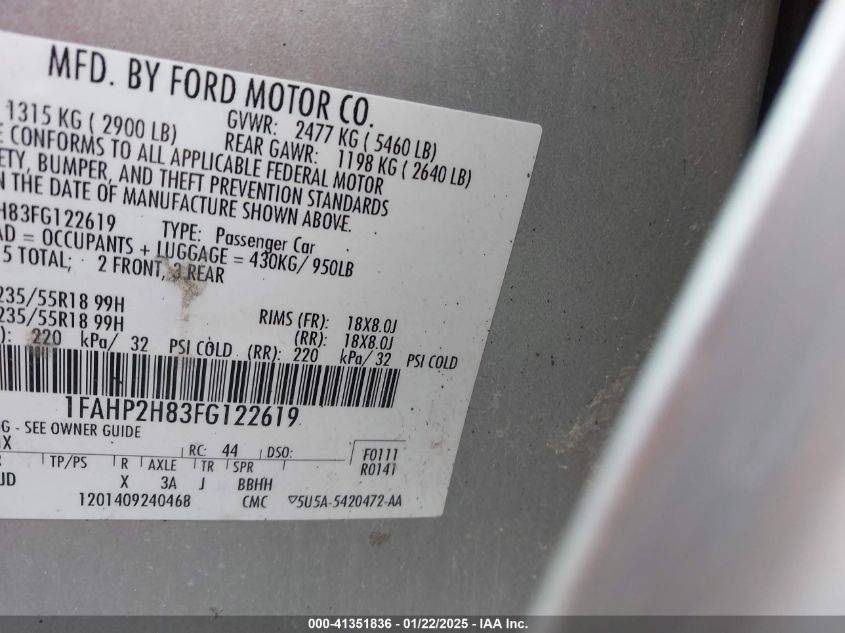 MFD. BY FORD MOTOR CO.
1315 KG ( 2900 LB) GVWR: 2477 KG ( 5460 LB)
REAR GAWR: 1198 KG ( 2640 LB)
E CONFORMS TO ALL APPLICABLE FEDERAL MOTOR
ETY, BUMPER, AND THEFT PREVENTION STANDARDS
N THE DATE OF MANUFACTURE SHOWN ABOVE.
H83FG122619 TYPE: Passenger Car
AD = OCCUPANTS + LUGGAGE = 430KG/ 950LB
5 TOTAL; 2 FRONT, 3 REAR
235/55R18 99H RIMS (FR): 18X8.0J
235/55R18 99H (RR): 18X8.0J
): 220 kPa/ 32 PSI COLD (RR): 220 kPa/ 32 PSI COLD
1FAHP2H83FG122619
G - SEE OWNER GUIDE
IX RC: 44 DSO: F0111
R0141
R TP/PS R AXLE TR SPR
JD X 3A J BBHH
1201409240468 CMC 5U5A-5420472-AA
000-41351836 - 01/22/2025 - IAA Inc.